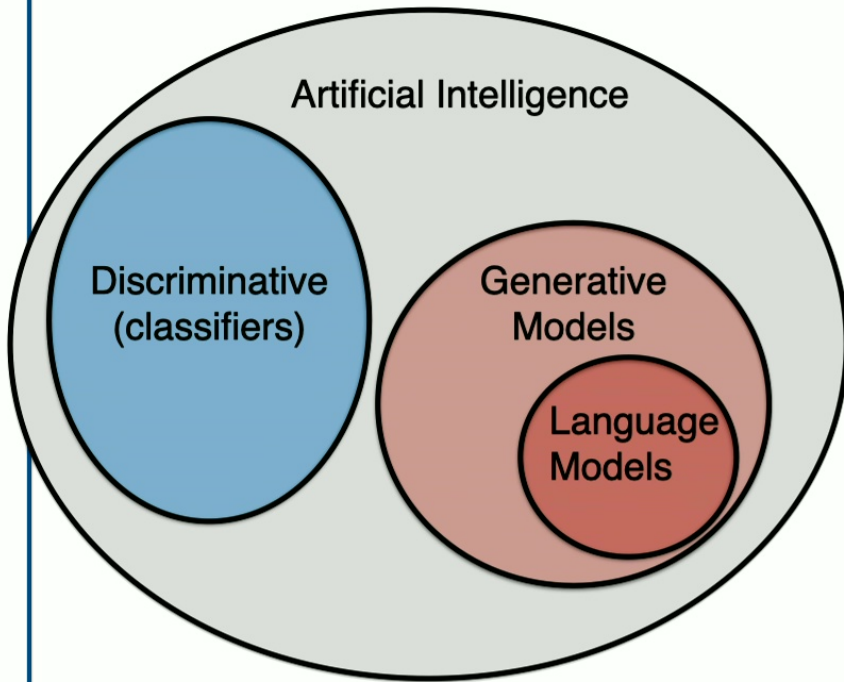 Artificial Intelligence
Discriminative
(classifiers)
Generative
Models
Language
Models